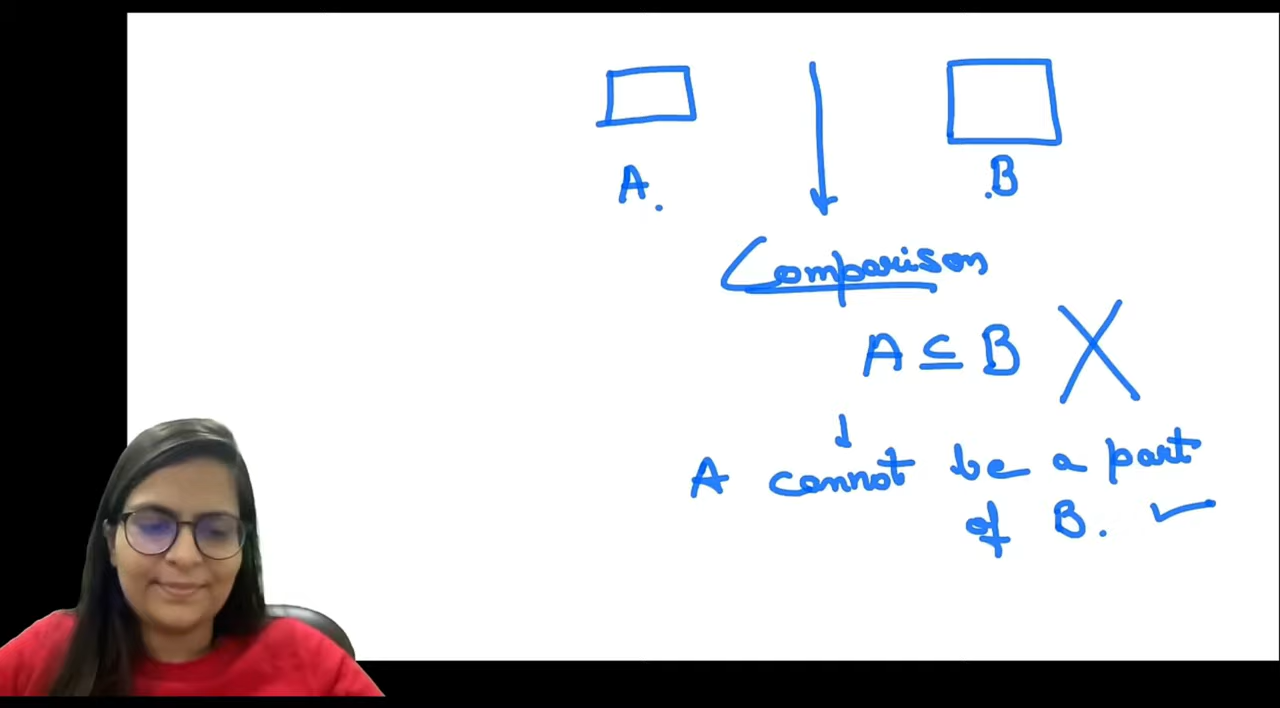 A. .B
Comparison
A ⊆ B
A cannot be a part
of B.